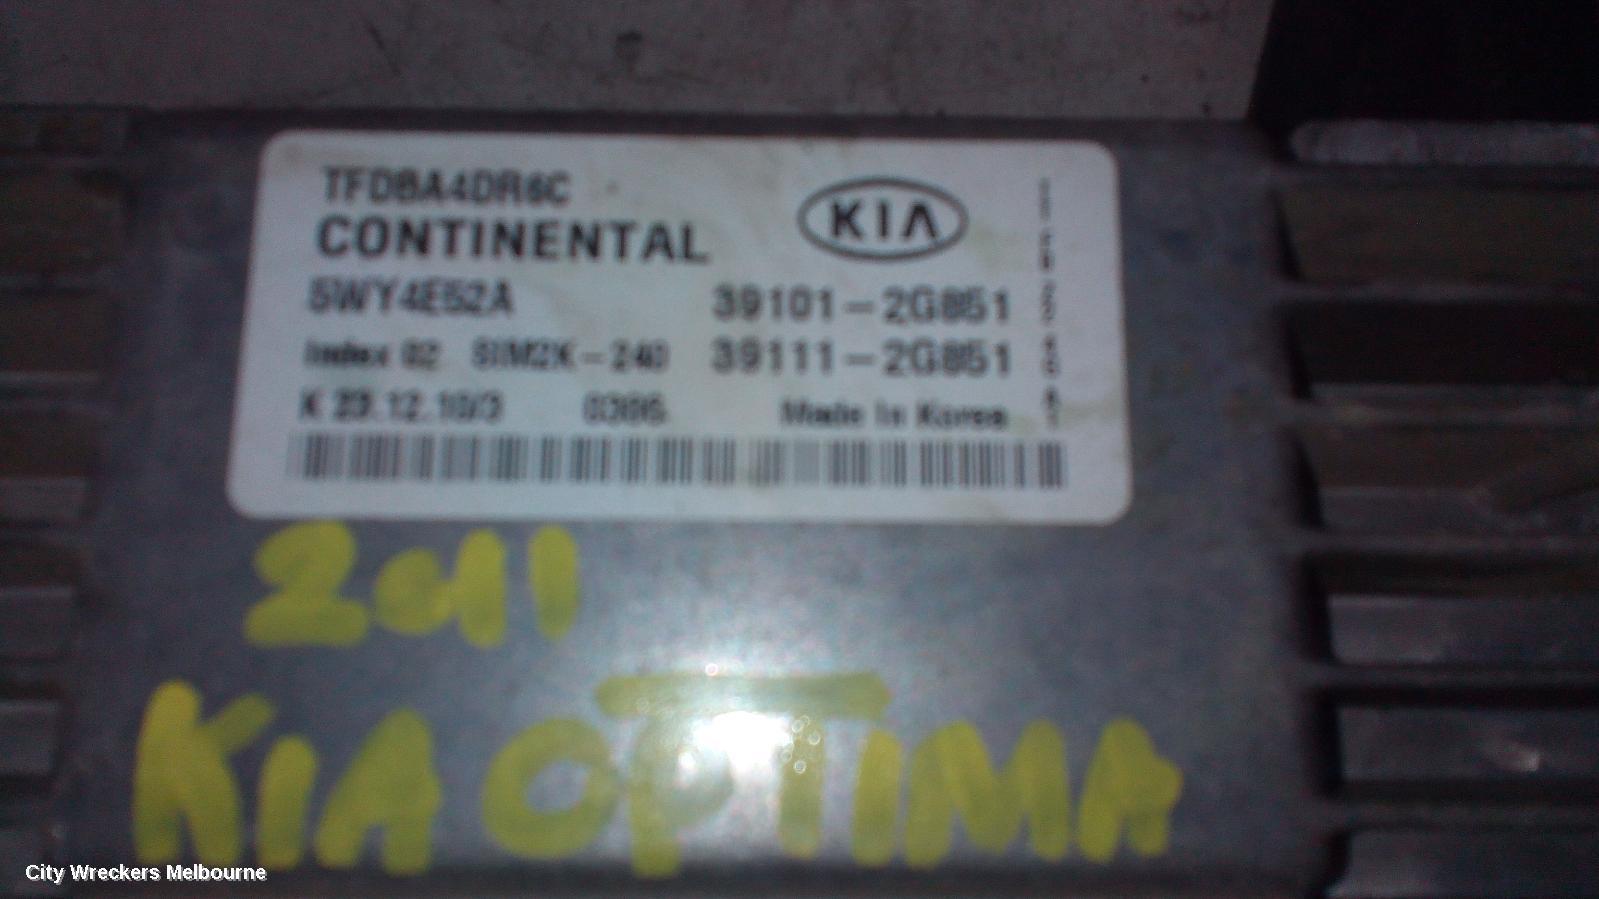 TFDBA4DR6C
CONTINENTAL
KIA
5WY4E52A 39101-2G851
Index 02 SIM2K-240 39111-2G851
K 12.10/3 Made In Korea
2011
KIA OPTIMA
City Wreckers Melbourne